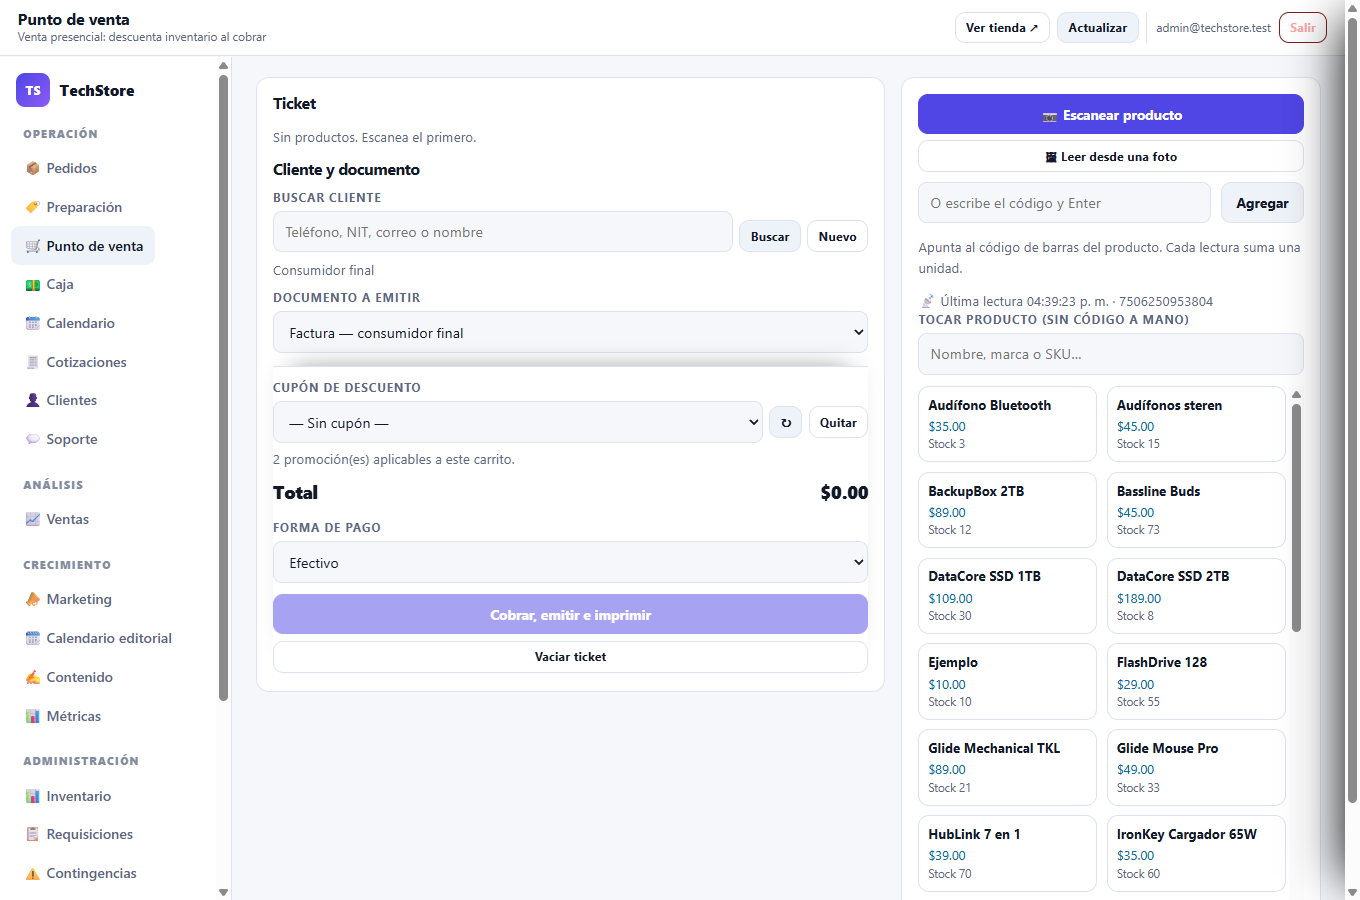 Punto de venta
Venta presencial: descuenta inventario al cobrar
Ver tienda ↗
Actualizar
admin@techstore.test
Salir
TS
TechStore
OPERACIÓN
Pedidos
Preparación
Punto de venta
Caja
Calendario
Cotizaciones
Clientes
Soporte
ANÁLISIS
Ventas
CRECIMIENTO
Marketing
Calendario editorial
Contenido
Métricas
ADMINISTRACIÓN
Inventario
Requisiciones
Contingencias
Ticket
Sin productos. Escanea el primero.
Cliente y documento
BUSCAR CLIENTE
Teléfono, NIT, correo o nombre
Buscar
Nuevo
Consumidor final
DOCUMENTO A EMITIR
Factura — consumidor final
CUPÓN DE DESCUENTO
— Sin cupón —
↻
Quitar
2 promoción(es) aplicables a este carrito.
Total
$0.00
FORMA DE PAGO
Efectivo
Cobrar, emitir e imprimir
Vaciar ticket
Escanear producto
Leer desde una foto
O escribe el código y Enter
Agregar
Apunta al código de barras del producto. Cada lectura suma una
unidad.
Última lectura 04:39:23 p. m. · 7506250953804
TOCAR PRODUCTO (SIN CÓDIGO A MANO)
Nombre, marca o SKU...
Audífono Bluetooth
$35.00
Stock 3
Audífonos steren
$45.00
Stock 15
BackupBox 2TB
$89.00
Stock 12
Bassline Buds
$45.00
Stock 73
DataCore SSD 1TB
$109.00
Stock 30
DataCore SSD 2TB
$189.00
Stock 8
Ejemplo
$10.00
Stock 10
FlashDrive 128
$29.00
Stock 55
Glide Mechanical TKL
$89.00
Stock 21
Glide Mouse Pro
$49.00
Stock 33
HubLink 7 en 1
$39.00
Stock 70
IronKey Cargador 65W
$35.00
Stock 60